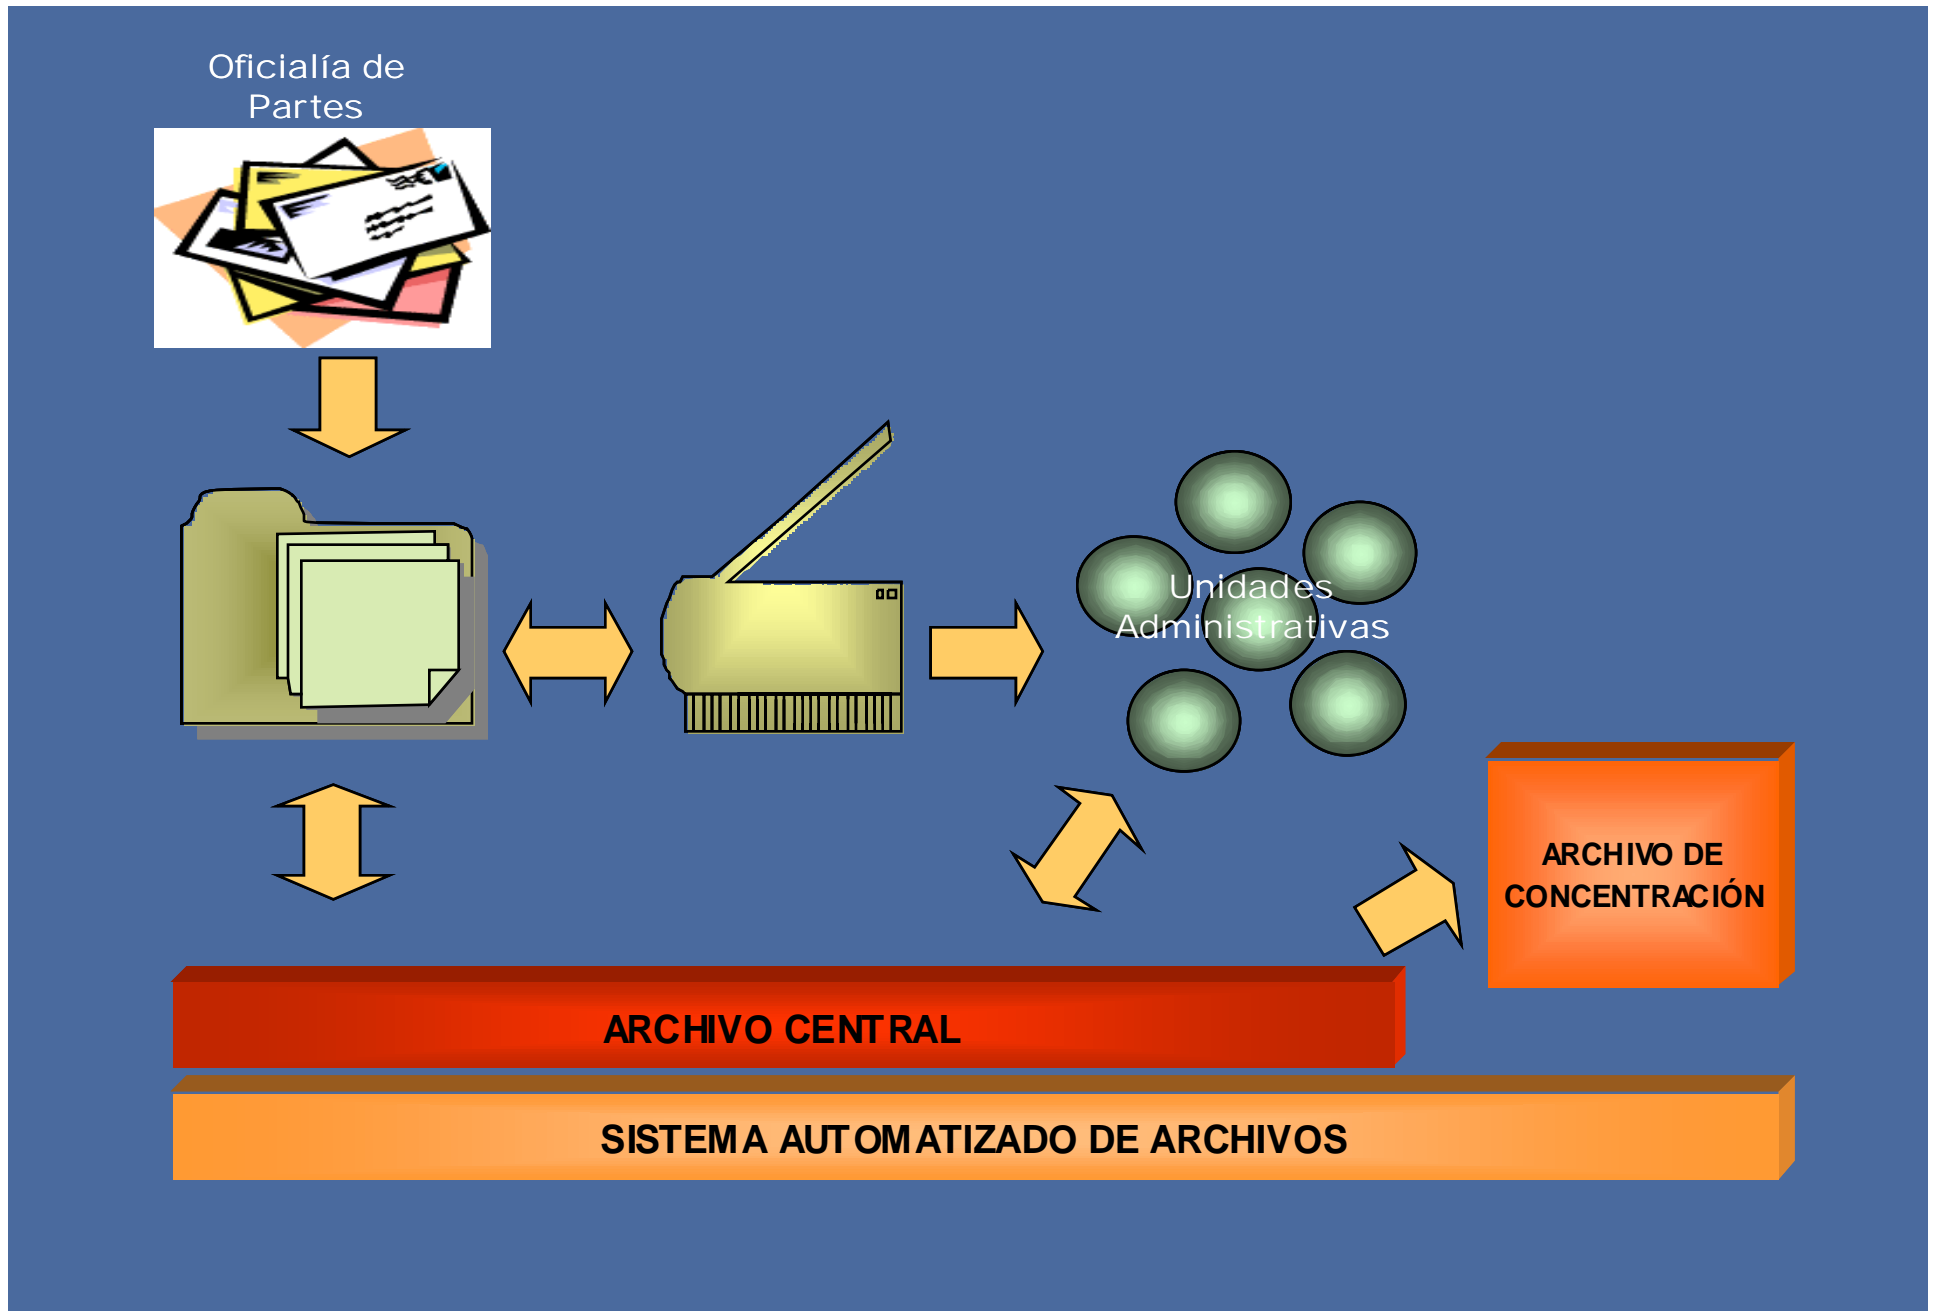 Oficialía de
Partes
Unidades
Administrativas
ARCHIVO DE
CONCENTRACIÓN
ARCHIVO CENTRAL
SISTEMA AUTOMATIZADO DE ARCHIVOS